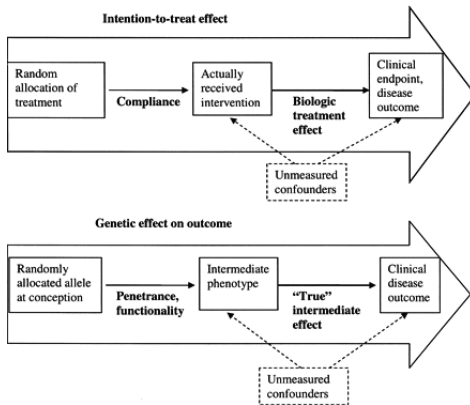 Intention-to-treat effect
Random
allocation of
treatment
Compliance
Actually
received
intervention
Biologic
treatment
effect
Clinical
endpoint,
disease
outcome
Unmeasured
confounders
Genetic effect on outcome
Randomly
allocated allele
at conception
Penetrance,
functionality
Intermediate
phenotype
“True”
intermediate
effect
Clinical
disease
outcome
Unmeasured
confounders